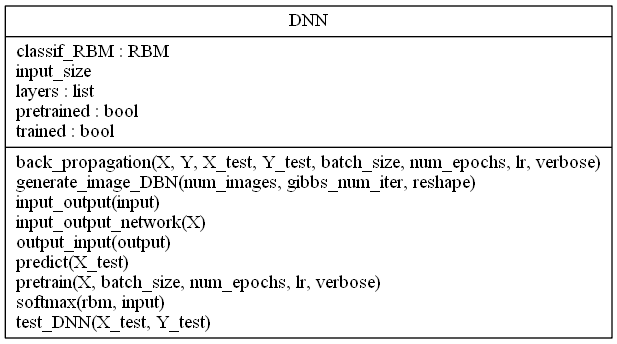 DNN
classif_RBM : RBM
input_size
layers : list
pretrained : bool
trained : bool
back_propagation(X, Y, X_test, Y_test, batch_size, num_epochs, lr, verbose)
generate_image_DBN(num_images, gibbs_num_iter, reshape)
input_output(input)
input_output_network(X)
output_input(output)
predict(X_test)
pretrain(X, batch_size, num_epochs, lr, verbose)
softmax(rbm, input)
test_DNN(X_test, Y_test)